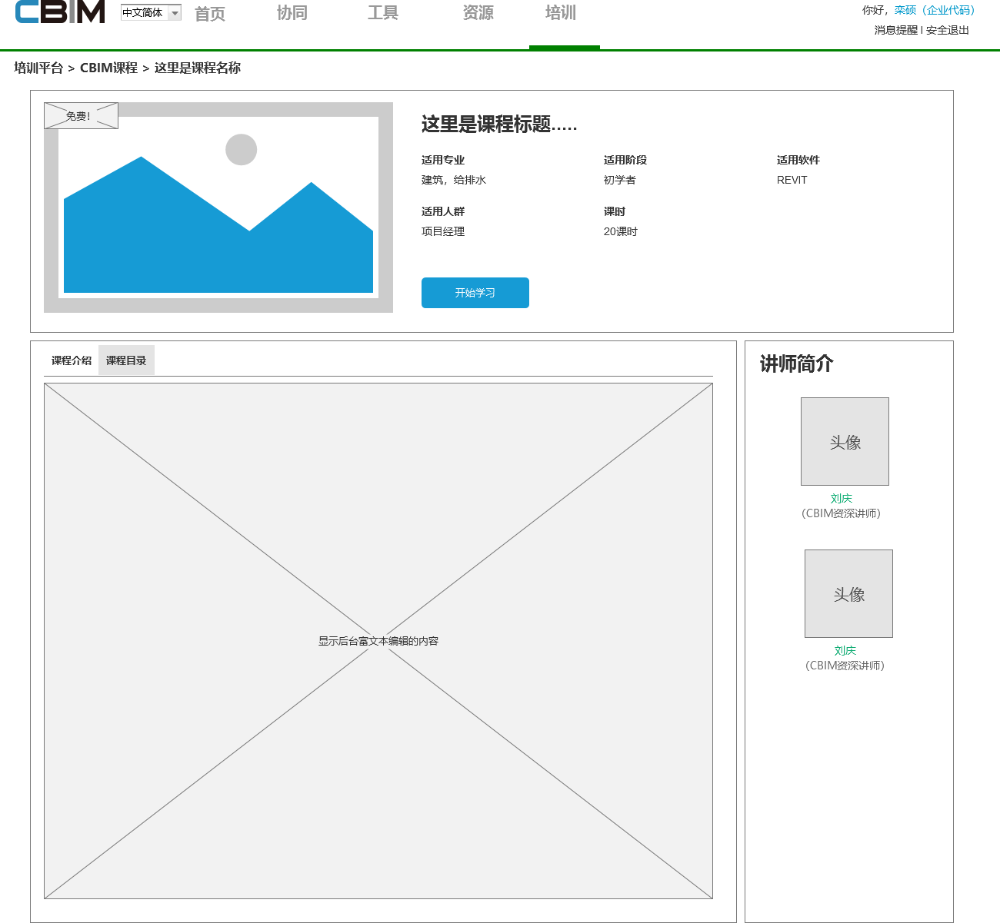 CBIM
中文简体
首页
协同
工具
资源
培训
你好，栾硕（企业代码）
消息提醒 I 安全退出
培训平台 > CBIM课程 > 这里是课程名称
免费！
这里是课程标题.....
适用专业
适用阶段
适用软件
建筑，给排水
初学者
REVIT
适用人群
课时
项目经理
20课时
开始学习
课程介绍
课程目录
显示后台富文本编辑的内容
讲师简介
头像
刘庆
（CBIM资深讲师）
头像
刘庆
（CBIM资深讲师）